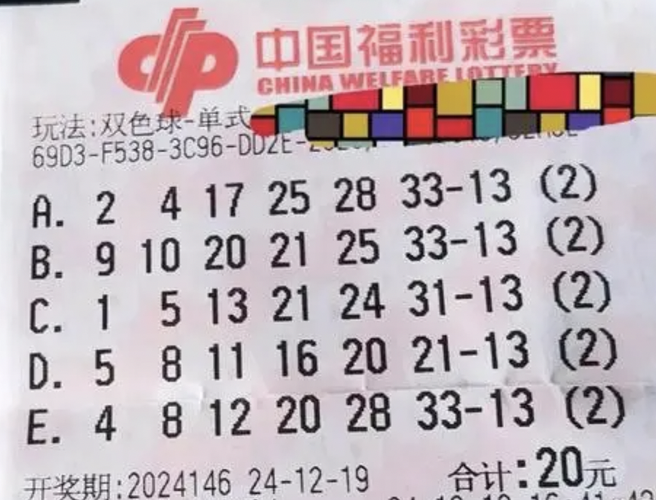 中国福利彩票
CHINA WELFARE LOTTERY
玩法:双色球-单式
69D3-F538-3C96-DD2E-
A. 2 4 17 25 28 33-13 (2)
B. 9 10 20 21 25 33-13 (2)
C. 1 5 13 21 24 31-13 (2)
D. 5 8 11 16 20 21-13 (2)
E. 4 8 12 20 28 33-13 (2)
开奖期:2024146 24-12-19 合计:20元